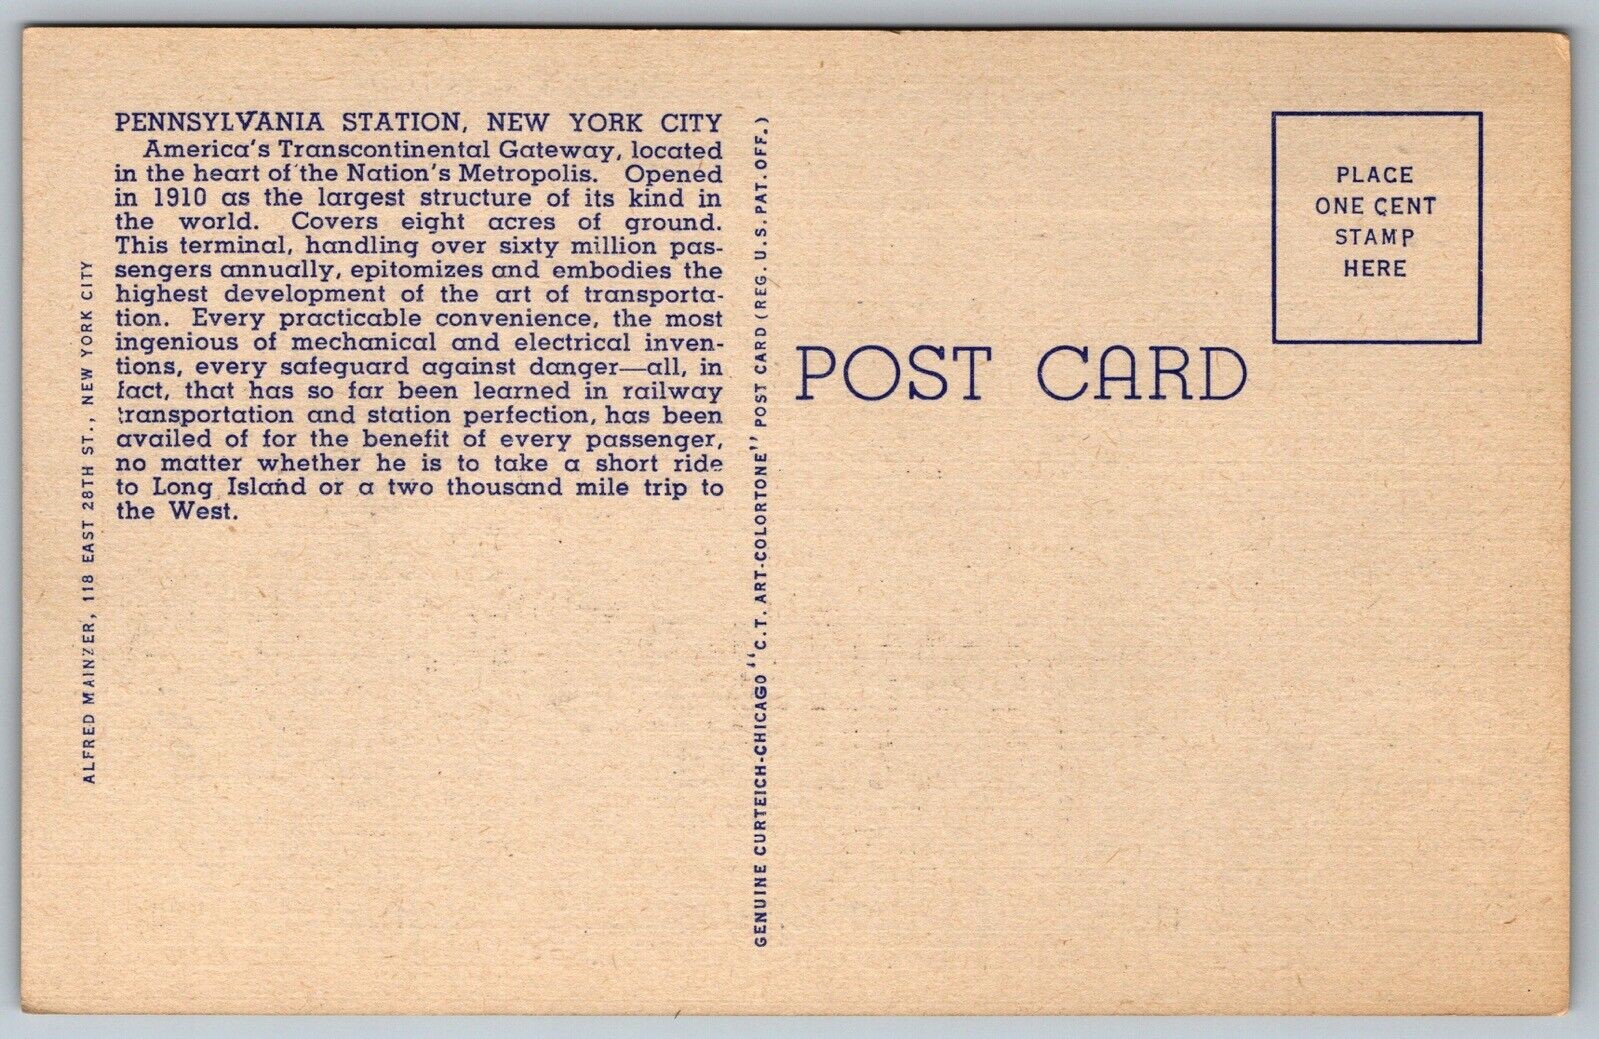 PENNSYLVANIA STATION, NEW YORK CITY
America's Transcontinental Gateway, located
in the heart of the Nation's Metropolis. Opened
in 1910 as the largest structure of its kind in
the world. Covers eight acres of ground.
This terminal, handling over sixty million pas-
sengers annually, epitomizes and embodies the
highest development of the art of transporta-
tion. Every practicable convenience, the most
ingenious of mechanical and electrical inven-
tions, every safeguard against danger—all, in
fact, that has so far been learned in railway
transportation and station perfection, has been
availed of for the benefit of every passenger,
no matter whether he is to take a short ride
to Long Island or a two thousand mile trip to
the West.
ALFRED MAINZER, 118 EAST 28TH ST., NEW YORK CITY
GENUINE CURTEICH-CHICAGO "C.T. ART-COLORTONE" POST CARD (REG. U.S. PAT. OFF.)
POST CARD
PLACE
ONE CENT
STAMP
HERE